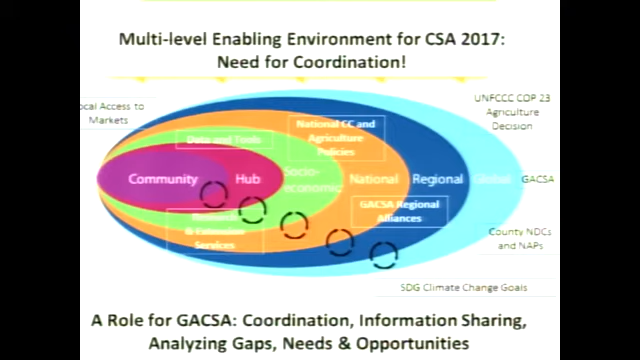 Multi-level Enabling Environment for CSA 2017:
Need for Coordination!
ocal Access to
Markets
UNFCCC COP 23
Agriculture
Decision
National CC and
Agriculture
Policies
Data and Tools
Community
Hub
Socio-
economic
National
Regional
Global
GACSA
GACSA Regional
Alliances
& Extension
Services
County NDCs
and NAPs
SDG Climate Change Goals
A Role for GACSA: Coordination, Information Sharing,
Analyzing Gaps, Needs & Opportunities